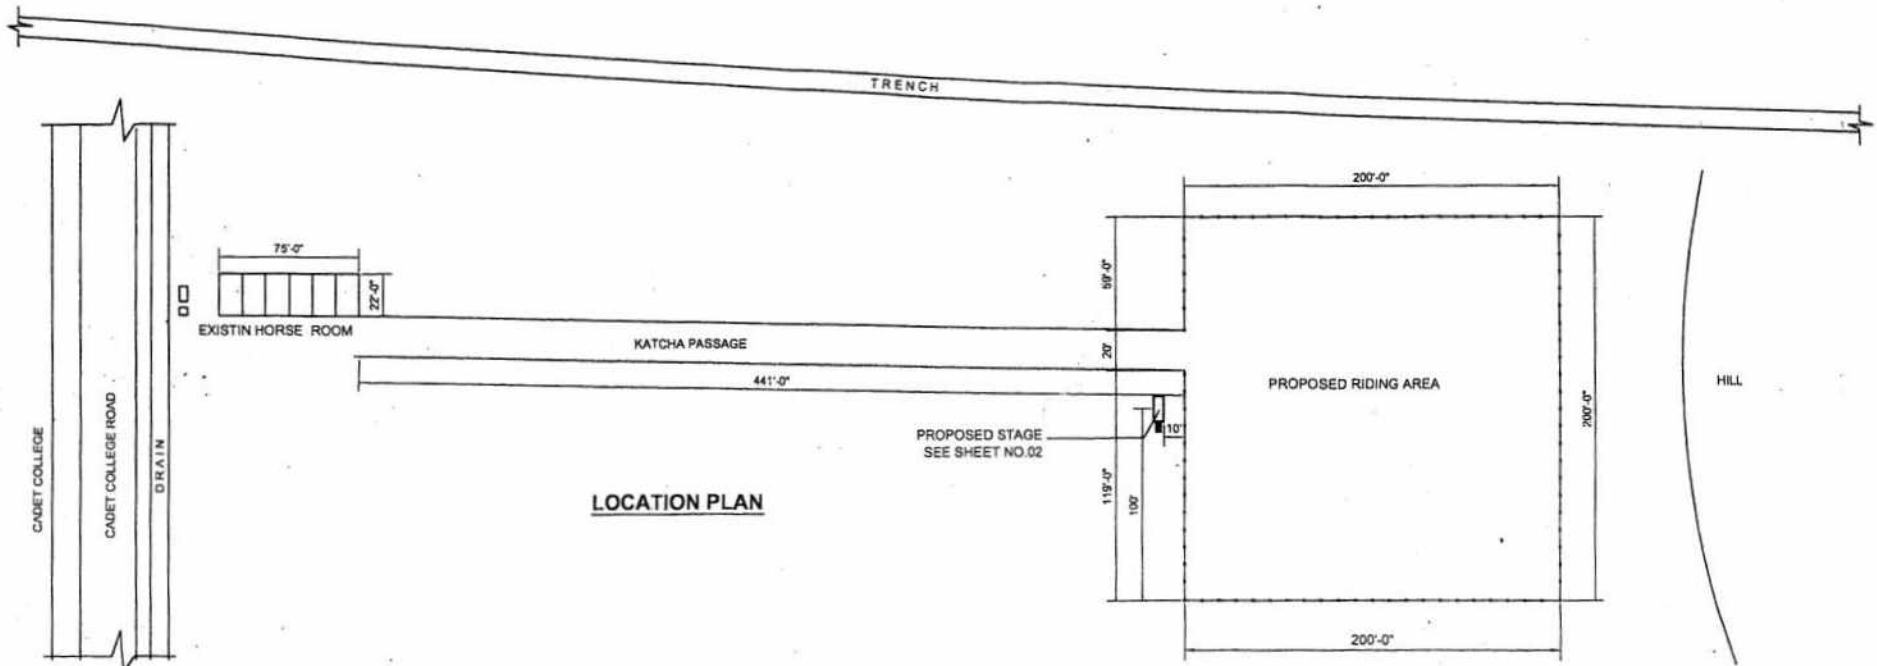 TRENCH
200'-0"
75'-0"
22'-0"
EXISTIN HORSE ROOM
59'-0"
KATCHA PASSAGE
20'
441'-0"
PROPOSED RIDING AREA
200'-0"
HILL
CADET COLLEGE
CADET COLLEGE ROAD
DRAIN
PROPOSED STAGE
SEE SHEET NO.02
10'
119'-0"
100'
LOCATION PLAN
200'-0"